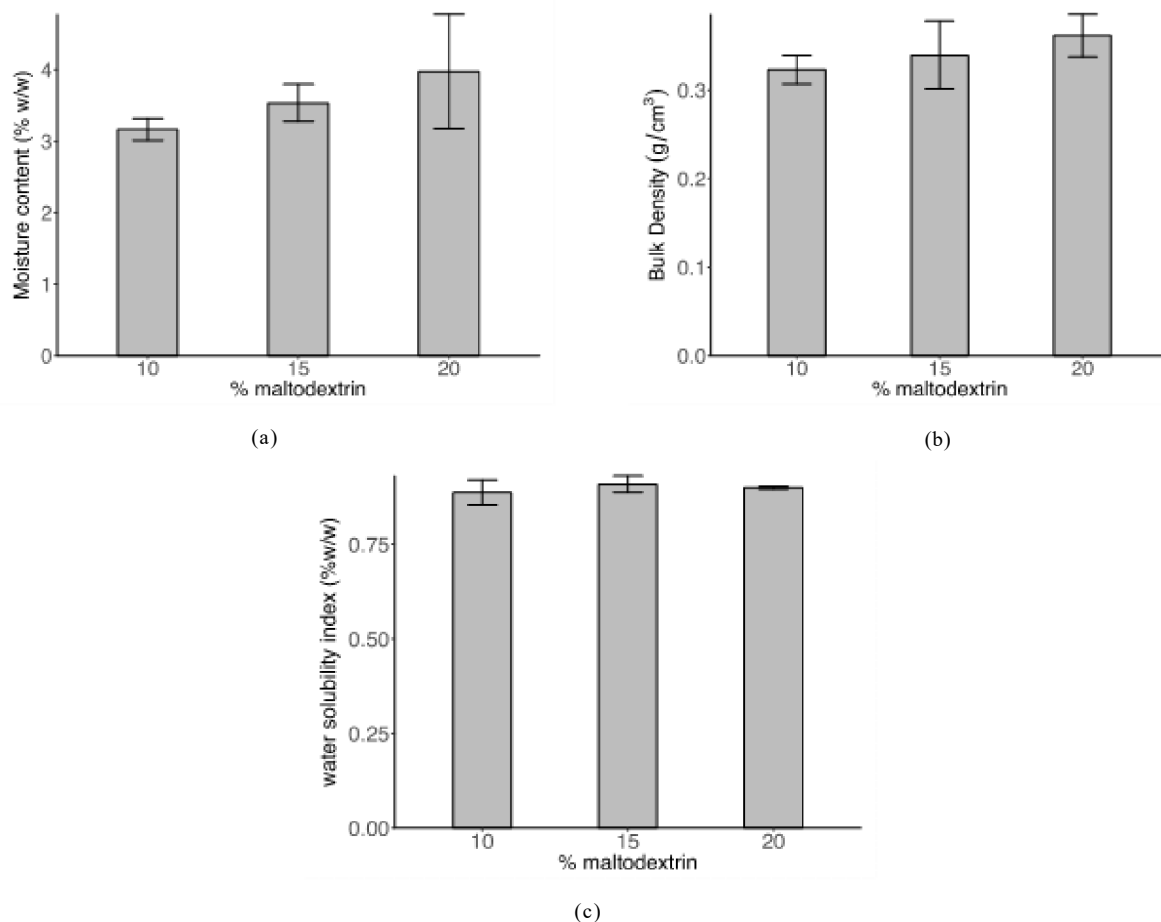 Moisture content (% w/w)
4
3
2
1
0
10 15 20
% maltodextrin
(a)
Bulk Density (g/cm³)
0.3
0.2
0.1
0.0
10 15 20
% maltodextrin
(b)
water solubility index (%w/w)
0.75
0.50
0.25
0.00
10 15 20
% maltodextrin
(c)